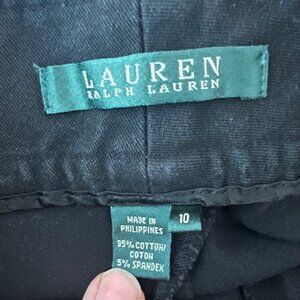 LAUREN
RALPH LAUREN
MADE IN
PHILIPPINES
10
95% COTTON/
COTON
5% SPANDEX